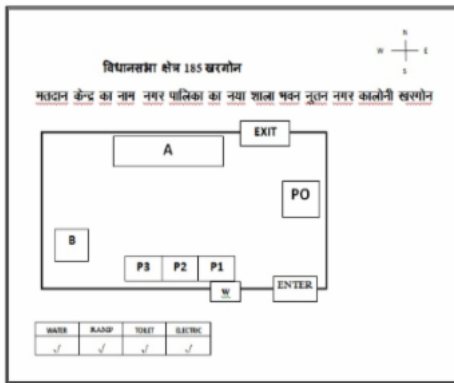 N
W E
S
विधानसभा क्षेत्र 185 खरगोन
मतदान केन्द्र का नाम नगर पालिका का नया शाला भवन नूतन नगर कालोनी खरगोन
EXIT
A
PO
B
P3 P2 P1
W
ENTER
WATER RAMP TOILET ELECTRIC
√ √ √ √